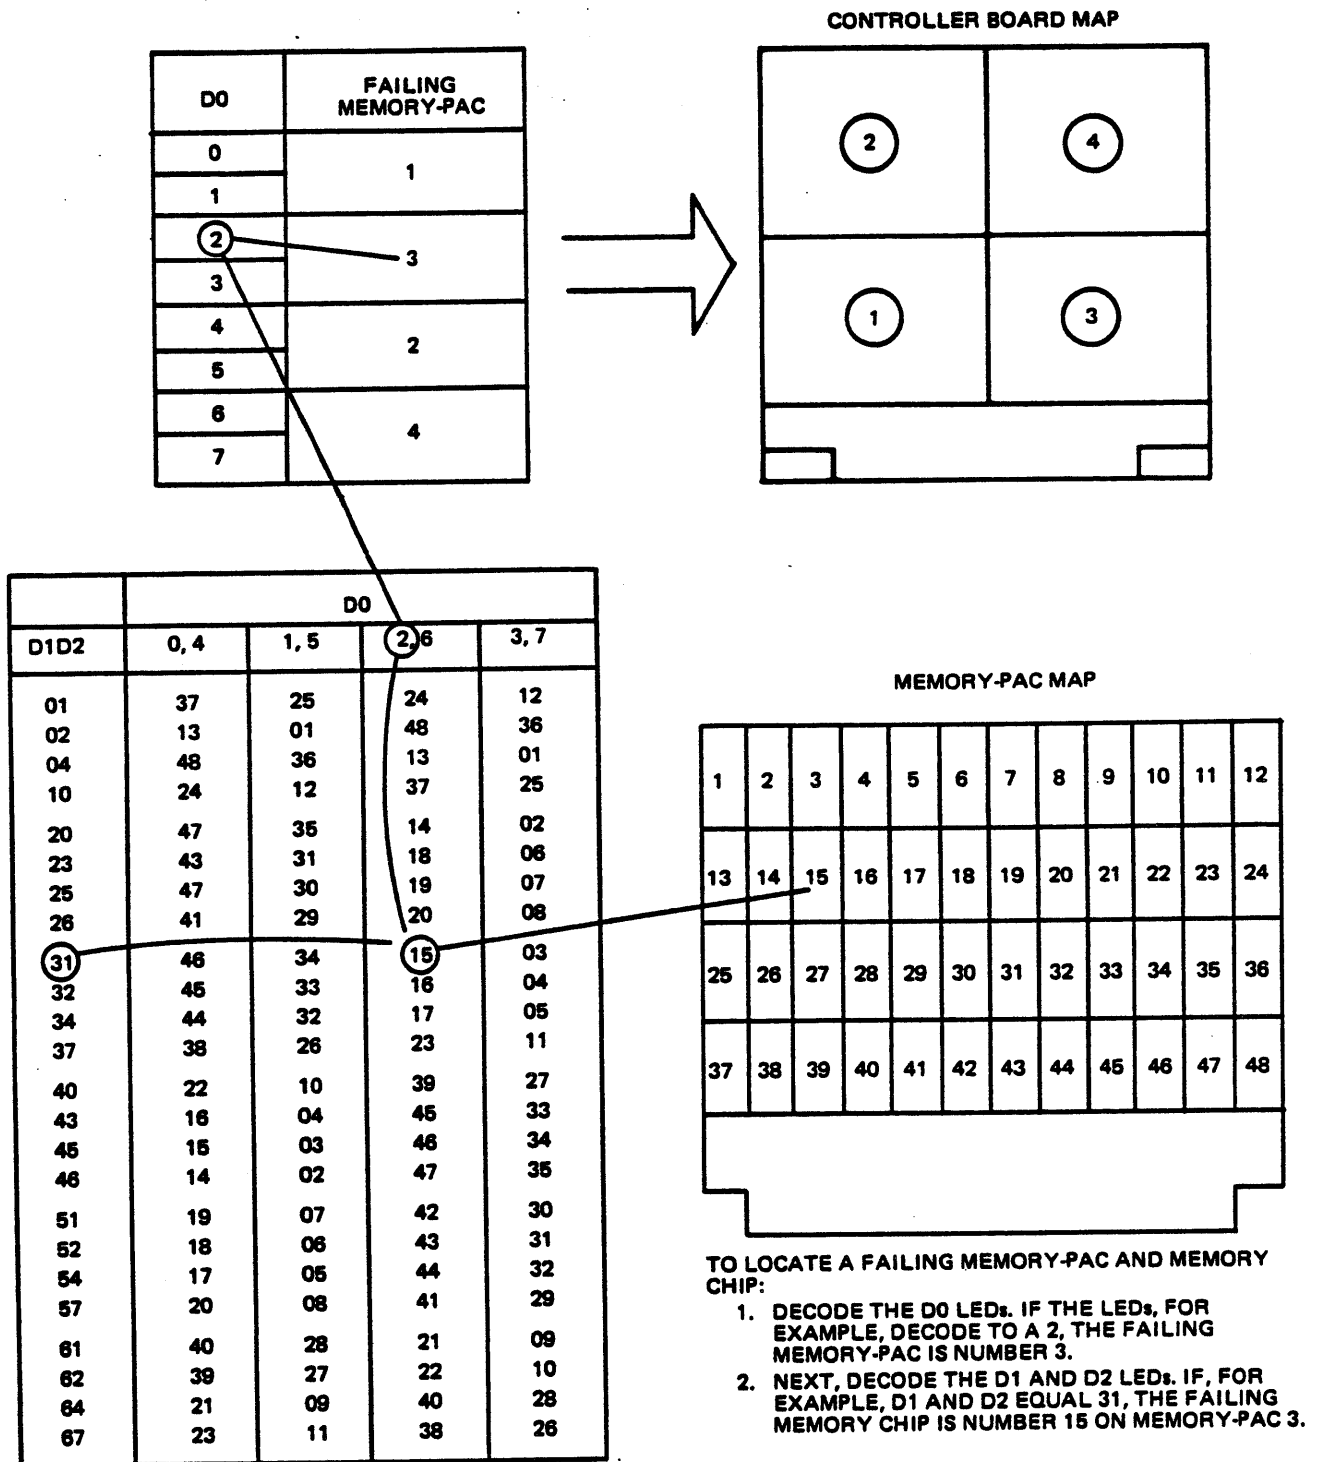 CONTROLLER BOARD MAP
D0 FAILING MEMORY-PAC
0 1
1
2 3
3
4 2
5
6 4
7
2 4
1 3
D0
D1D2 0, 4 1, 5 2, 6 3, 7
01 37 25 24 12
02 13 01 48 36
04 48 36 13 01
10 24 12 37 25
20 47 35 14 02
23 43 31 18 06
25 47 30 19 07
26 41 29 20 08
31 46 34 15 03
32 45 33 16 04
34 44 32 17 05
37 38 26 23 11
40 22 10 39 27
43 16 04 45 33
45 15 03 46 34
46 14 02 47 35
51 19 07 42 30
52 18 06 43 31
54 17 05 44 32
57 20 08 41 29
61 40 28 21 09
62 39 27 22 10
64 21 09 40 28
67 23 11 38 26
MEMORY-PAC MAP
1 2 3 4 5 6 7 8 9 10 11 12
13 14 15 16 17 18 19 20 21 22 23 24
25 26 27 28 29 30 31 32 33 34 35 36
37 38 39 40 41 42 43 44 45 46 47 48
TO LOCATE A FAILING MEMORY-PAC AND MEMORY
CHIP:
1. DECODE THE D0 LEDs. IF THE LEDs, FOR
EXAMPLE, DECODE TO A 2, THE FAILING
MEMORY-PAC IS NUMBER 3.
2. NEXT, DECODE THE D1 AND D2 LEDs. IF, FOR
EXAMPLE, D1 AND D2 EQUAL 31, THE FAILING
MEMORY CHIP IS NUMBER 15 ON MEMORY-PAC 3.